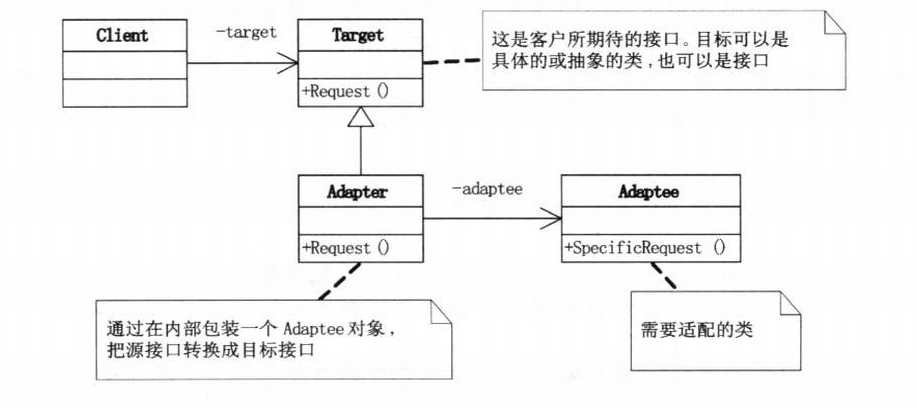 Client
-target
Target
+Request()
这是客户所期待的接口。目标可以是
具体的或抽象的类,也可以是接口
Adapter
+Request()
-adaptee
Adaptee
+SpecificRequest ()
通过在内部包装一个 Adaptee 对象,
把源接口转换成目标接口
需要适配的类